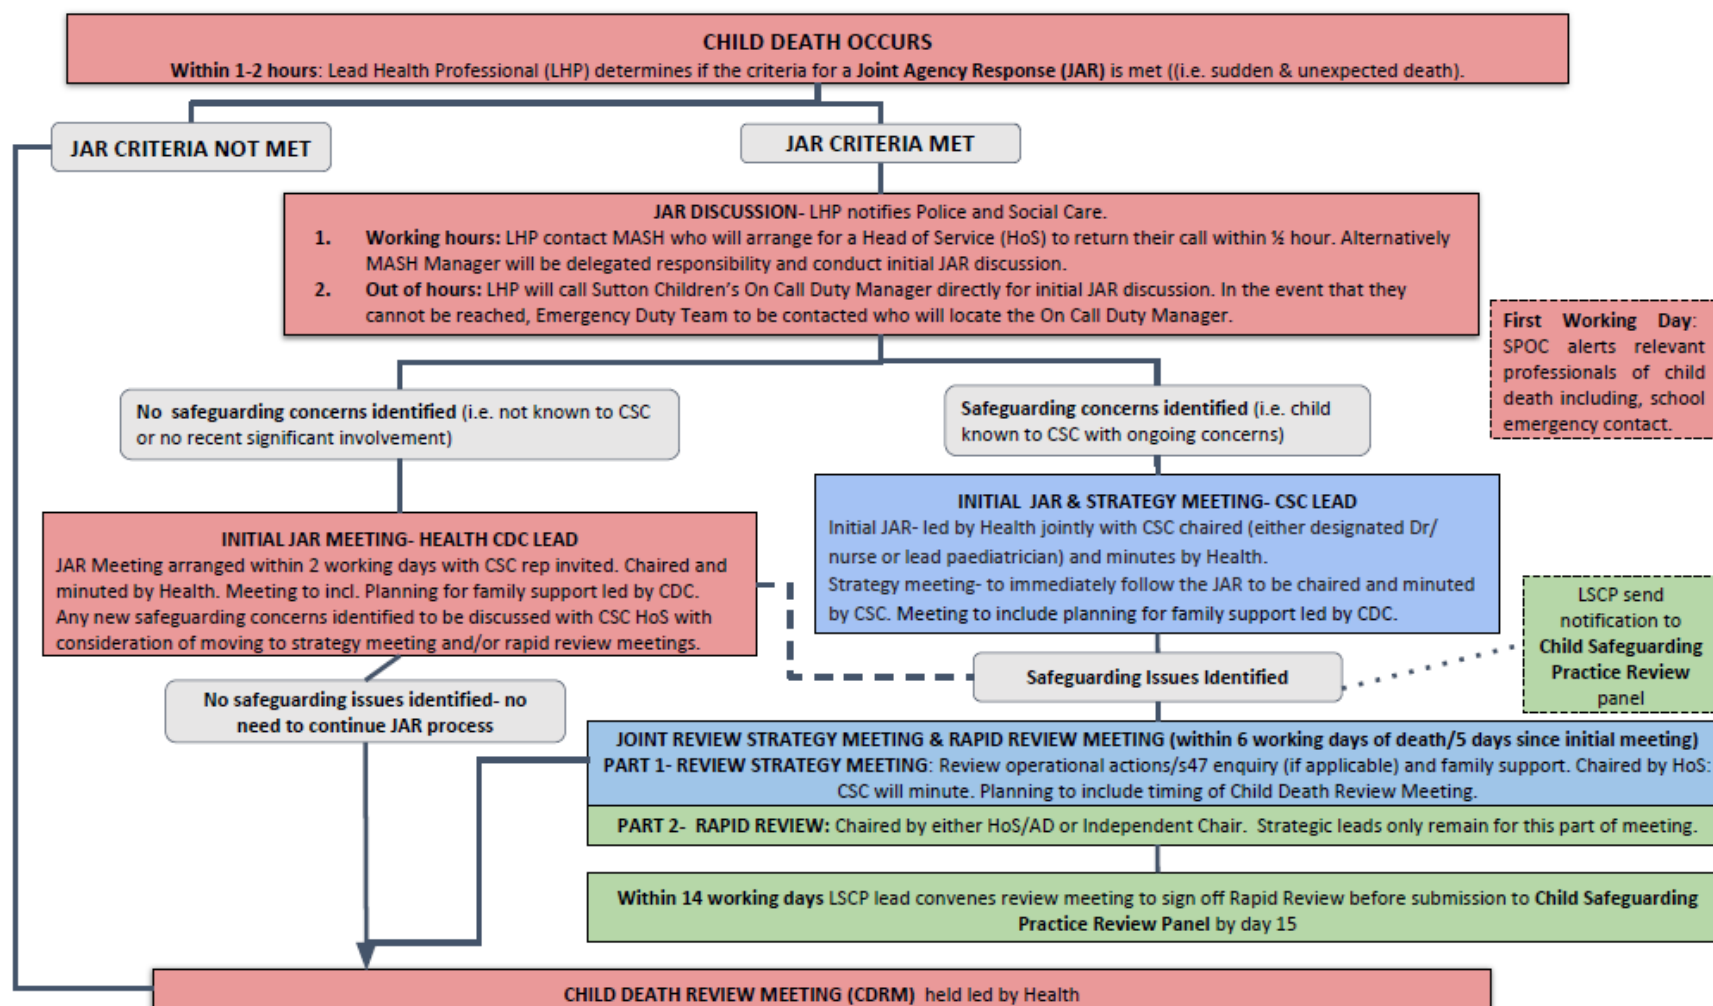 CHILD DEATH OCCURS
Within 1-2 hours: Lead Health Professional (LHP) determines if the criteria for a Joint Agency Response (JAR) is met ((i.e. sudden & unexpected death).
JAR CRITERIA NOT MET
JAR CRITERIA MET
JAR DISCUSSION- LHP notifies Police and Social Care.
1. Working hours: LHP contact MASH who will arrange for a Head of Service (HoS) to return their call within ½ hour. Alternatively
MASH Manager will be delegated responsibility and conduct initial JAR discussion.
2. Out of hours: LHP will call Sutton Children's On Call Duty Manager directly for initial JAR discussion. In the event that they
cannot be reached, Emergency Duty Team to be contacted who will locate the On Call Duty Manager.
First Working Day:
SPOC alerts relevant
professionals of child
death including, school
emergency contact.
No safeguarding concerns identified (i.e. not known to CSC
or no recent significant involvement)
Safeguarding concerns identified (i.e. child
known to CSC with ongoing concerns)
INITIAL JAR MEETING- HEALTH CDC LEAD
JAR Meeting arranged within 2 working days with CSC rep invited. Chaired and
minuted by Health. Meeting to incl. Planning for family support led by CDC.
Any new safeguarding concerns identified to be discussed with CSC HoS with
consideration of moving to strategy meeting and/or rapid review meetings.
INITIAL JAR & STRATEGY MEETING- CSC LEAD
Initial JAR- led by Health jointly with CSC chaired (either designated Dr/
nurse or lead paediatrician) and minutes by Health.
Strategy meeting- to immediately follow the JAR to be chaired and minuted
by CSC. Meeting to include planning for family support led by CDC.
LSCP send
notification to
Child Safeguarding
Practice Review
panel
Safeguarding Issues Identified
No safeguarding issues identified- no
need to continue JAR process
JOINT REVIEW STRATEGY MEETING & RAPID REVIEW MEETING (within 6 working days of death/5 days since initial meeting)
PART 1- REVIEW STRATEGY MEETING: Review operational actions/s47 enquiry (if applicable) and family support. Chaired by HoS:
CSC will minute. Planning to include timing of Child Death Review Meeting.
PART 2- RAPID REVIEW: Chaired by either HoS/AD or Independent Chair. Strategic leads only remain for this part of meeting.
Within 14 working days LSCP lead convenes review meeting to sign off Rapid Review before submission to Child Safeguarding
Practice Review Panel by day 15
CHILD DEATH REVIEW MEETING (CDRM) held led by Health